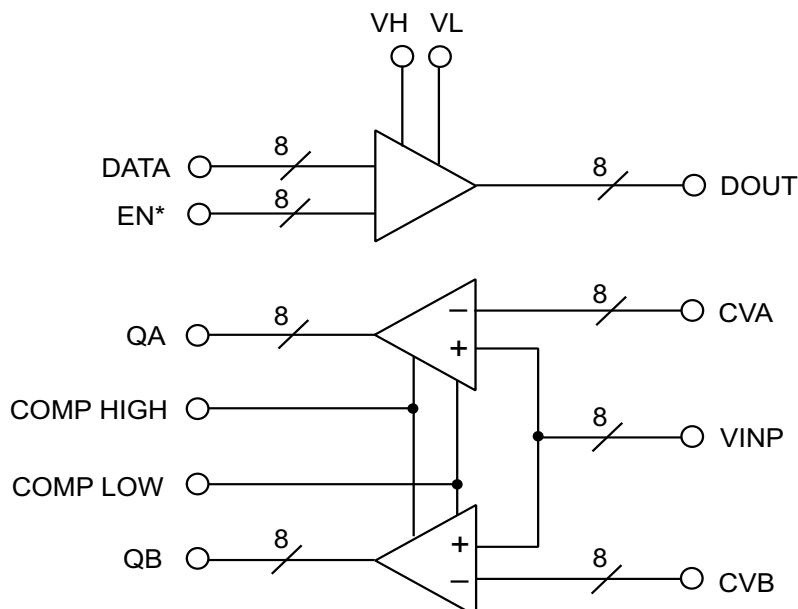 VH VL
8 8
DATA DOUT
8
EN*
8 − 8
QA CVA
+
COMP HIGH
8
VINP
COMP LOW
8 + 8
QB
− CVB